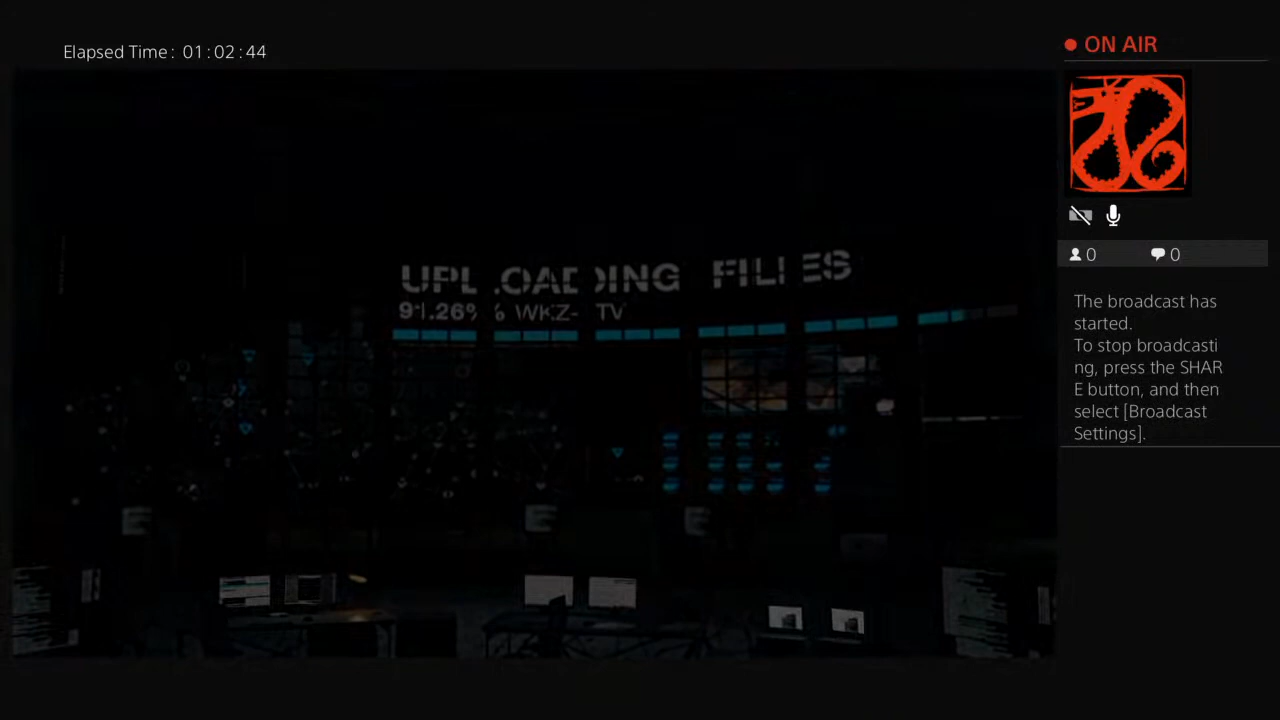 Elapsed Time: 01:02:44
ON AIR
0 0
The broadcast has
started.
To stop broadcasti
ng, press the SHAR
E button, and then
select [Broadcast
Settings].
UPLOADING FILES
91.26% WKZ-TV